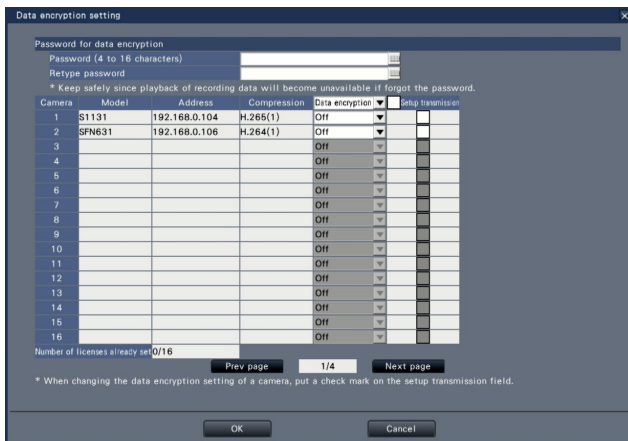 Data encryption setting
Password for data encryption
Password (4 to 16 characters)
Retype password
* Keep safely since playback of recording data will become unavailable if forgot the password.
Camera Model Address Compression Data encryption Setup transmission
1 S1131 192.168.0.104 H.265(1) Off
2 SFN631 192.168.0.106 H.264(1) Off
3 Off
4 Off
5 Off
6 Off
7 Off
8 Off
9 Off
10 Off
11 Off
12 Off
13 Off
14 Off
15 Off
16 Off
Number of licenses already set 0/16
Prev page 1/4 Next page
* When changing the data encryption setting of a camera, put a check mark on the setup transmission field.
OK Cancel